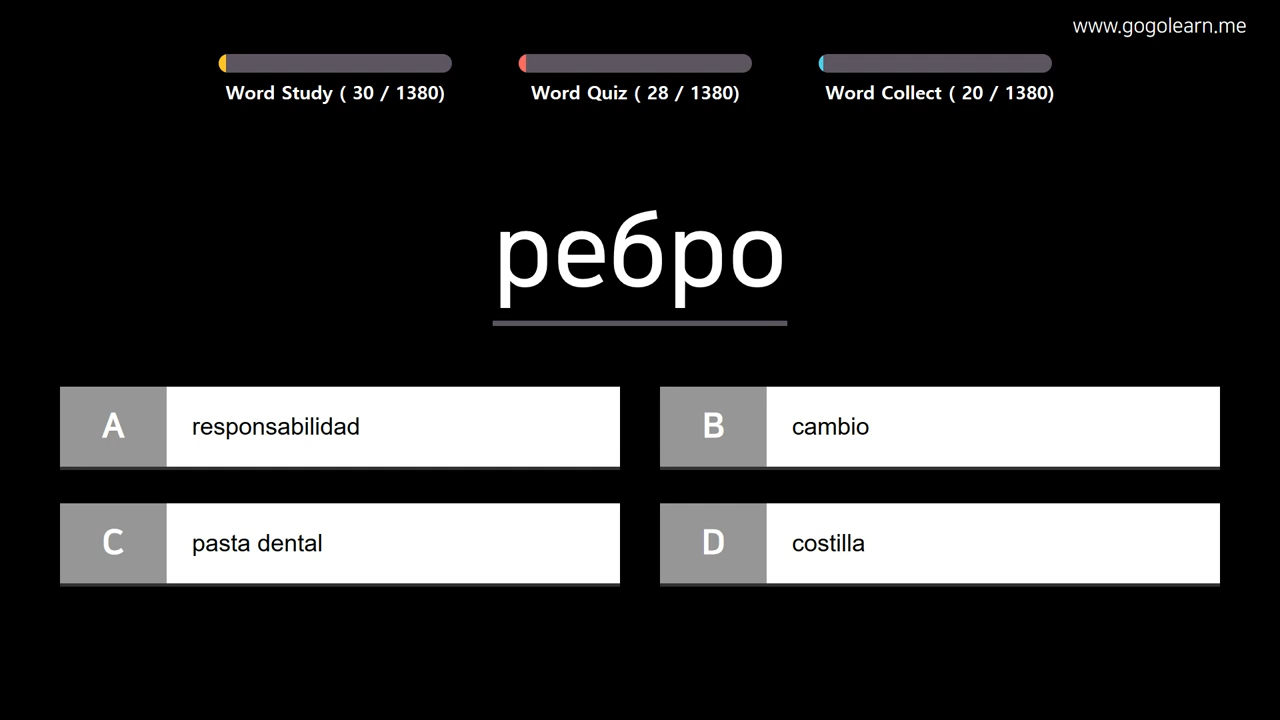 www.gogolearn.me
Word Study ( 30 / 1380)
Word Quiz ( 28 / 1380)
Word Collect ( 20 / 1380)
ребро
A responsabilidad
B cambio
C pasta dental
D costilla